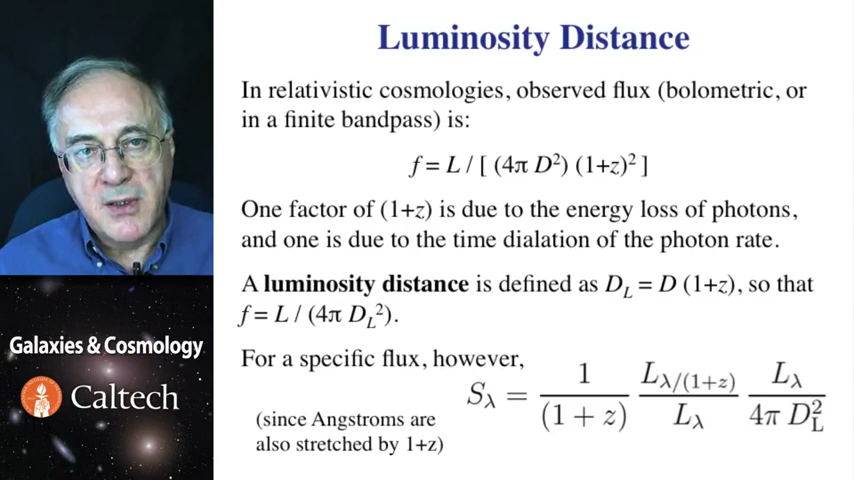 Luminosity Distance
In relativistic cosmologies, observed flux (bolometric, or
in a finite bandpass) is:
f = L / [ (4π D²) (1+z)² ]
One factor of (1+z) is due to the energy loss of photons,
and one is due to the time dialation of the photon rate.
A luminosity distance is defined as D_L = D (1+z), so that
f = L / (4π D_L²).
For a specific flux, however,
S_λ = 1/(1 + z) L_λ/(1+z)/L_λ L_λ/4π D_L²
(since Angstroms are
also stretched by 1+z)
Galaxies & Cosmology
Caltech